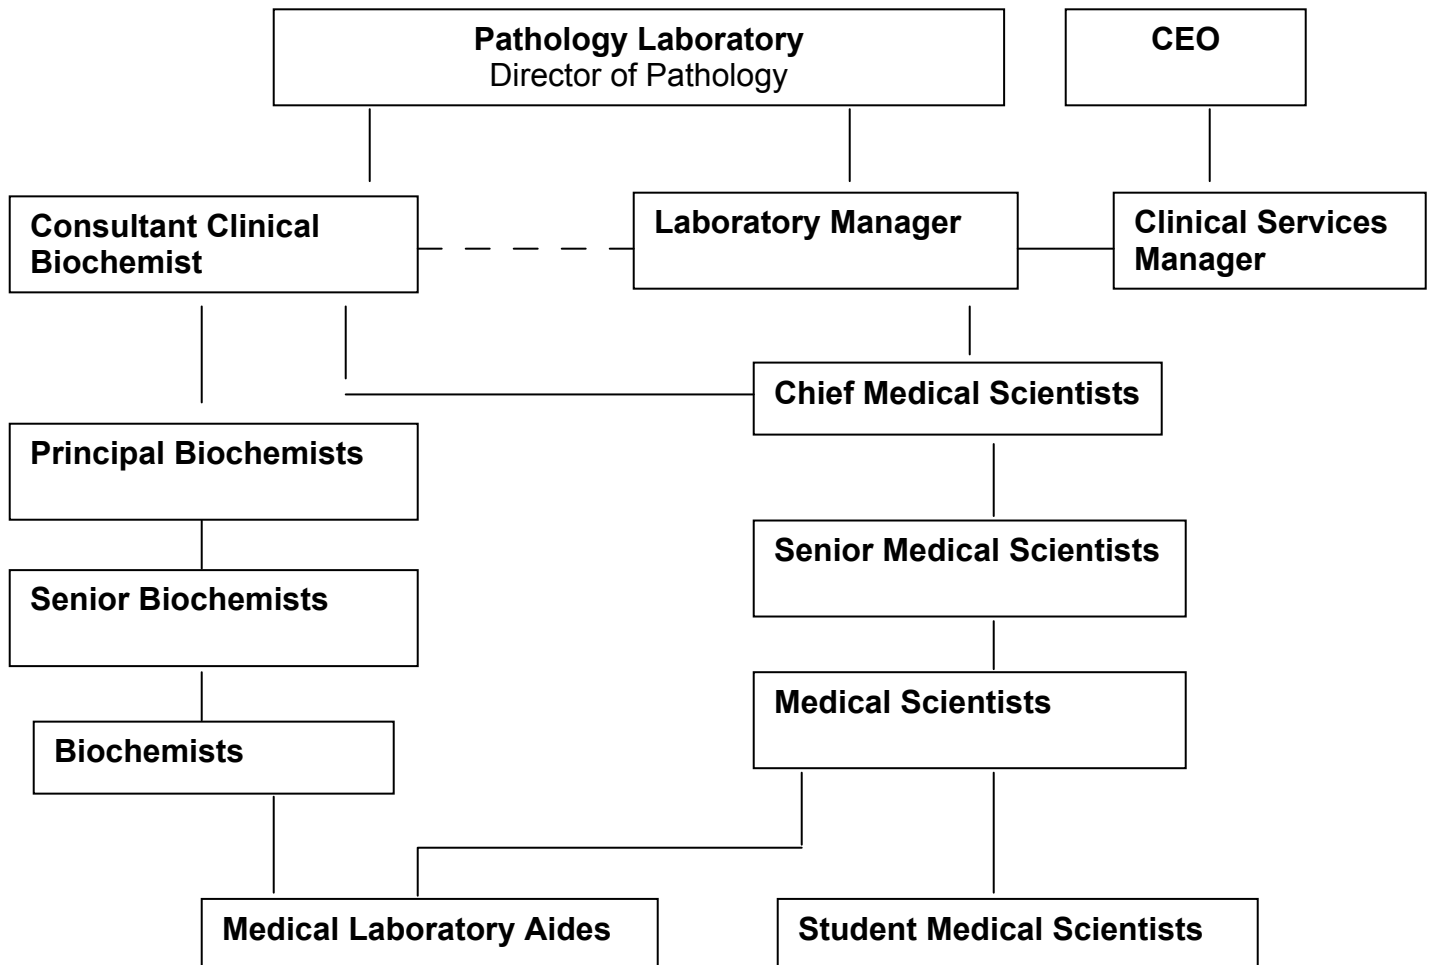 Pathology Laboratory
Director of Pathology
CEO
Consultant Clinical
Biochemist
Laboratory Manager
Clinical Services
Manager
Chief Medical Scientists
Principal Biochemists
Senior Medical Scientists
Senior Biochemists
Medical Scientists
Biochemists
Medical Laboratory Aides
Student Medical Scientists